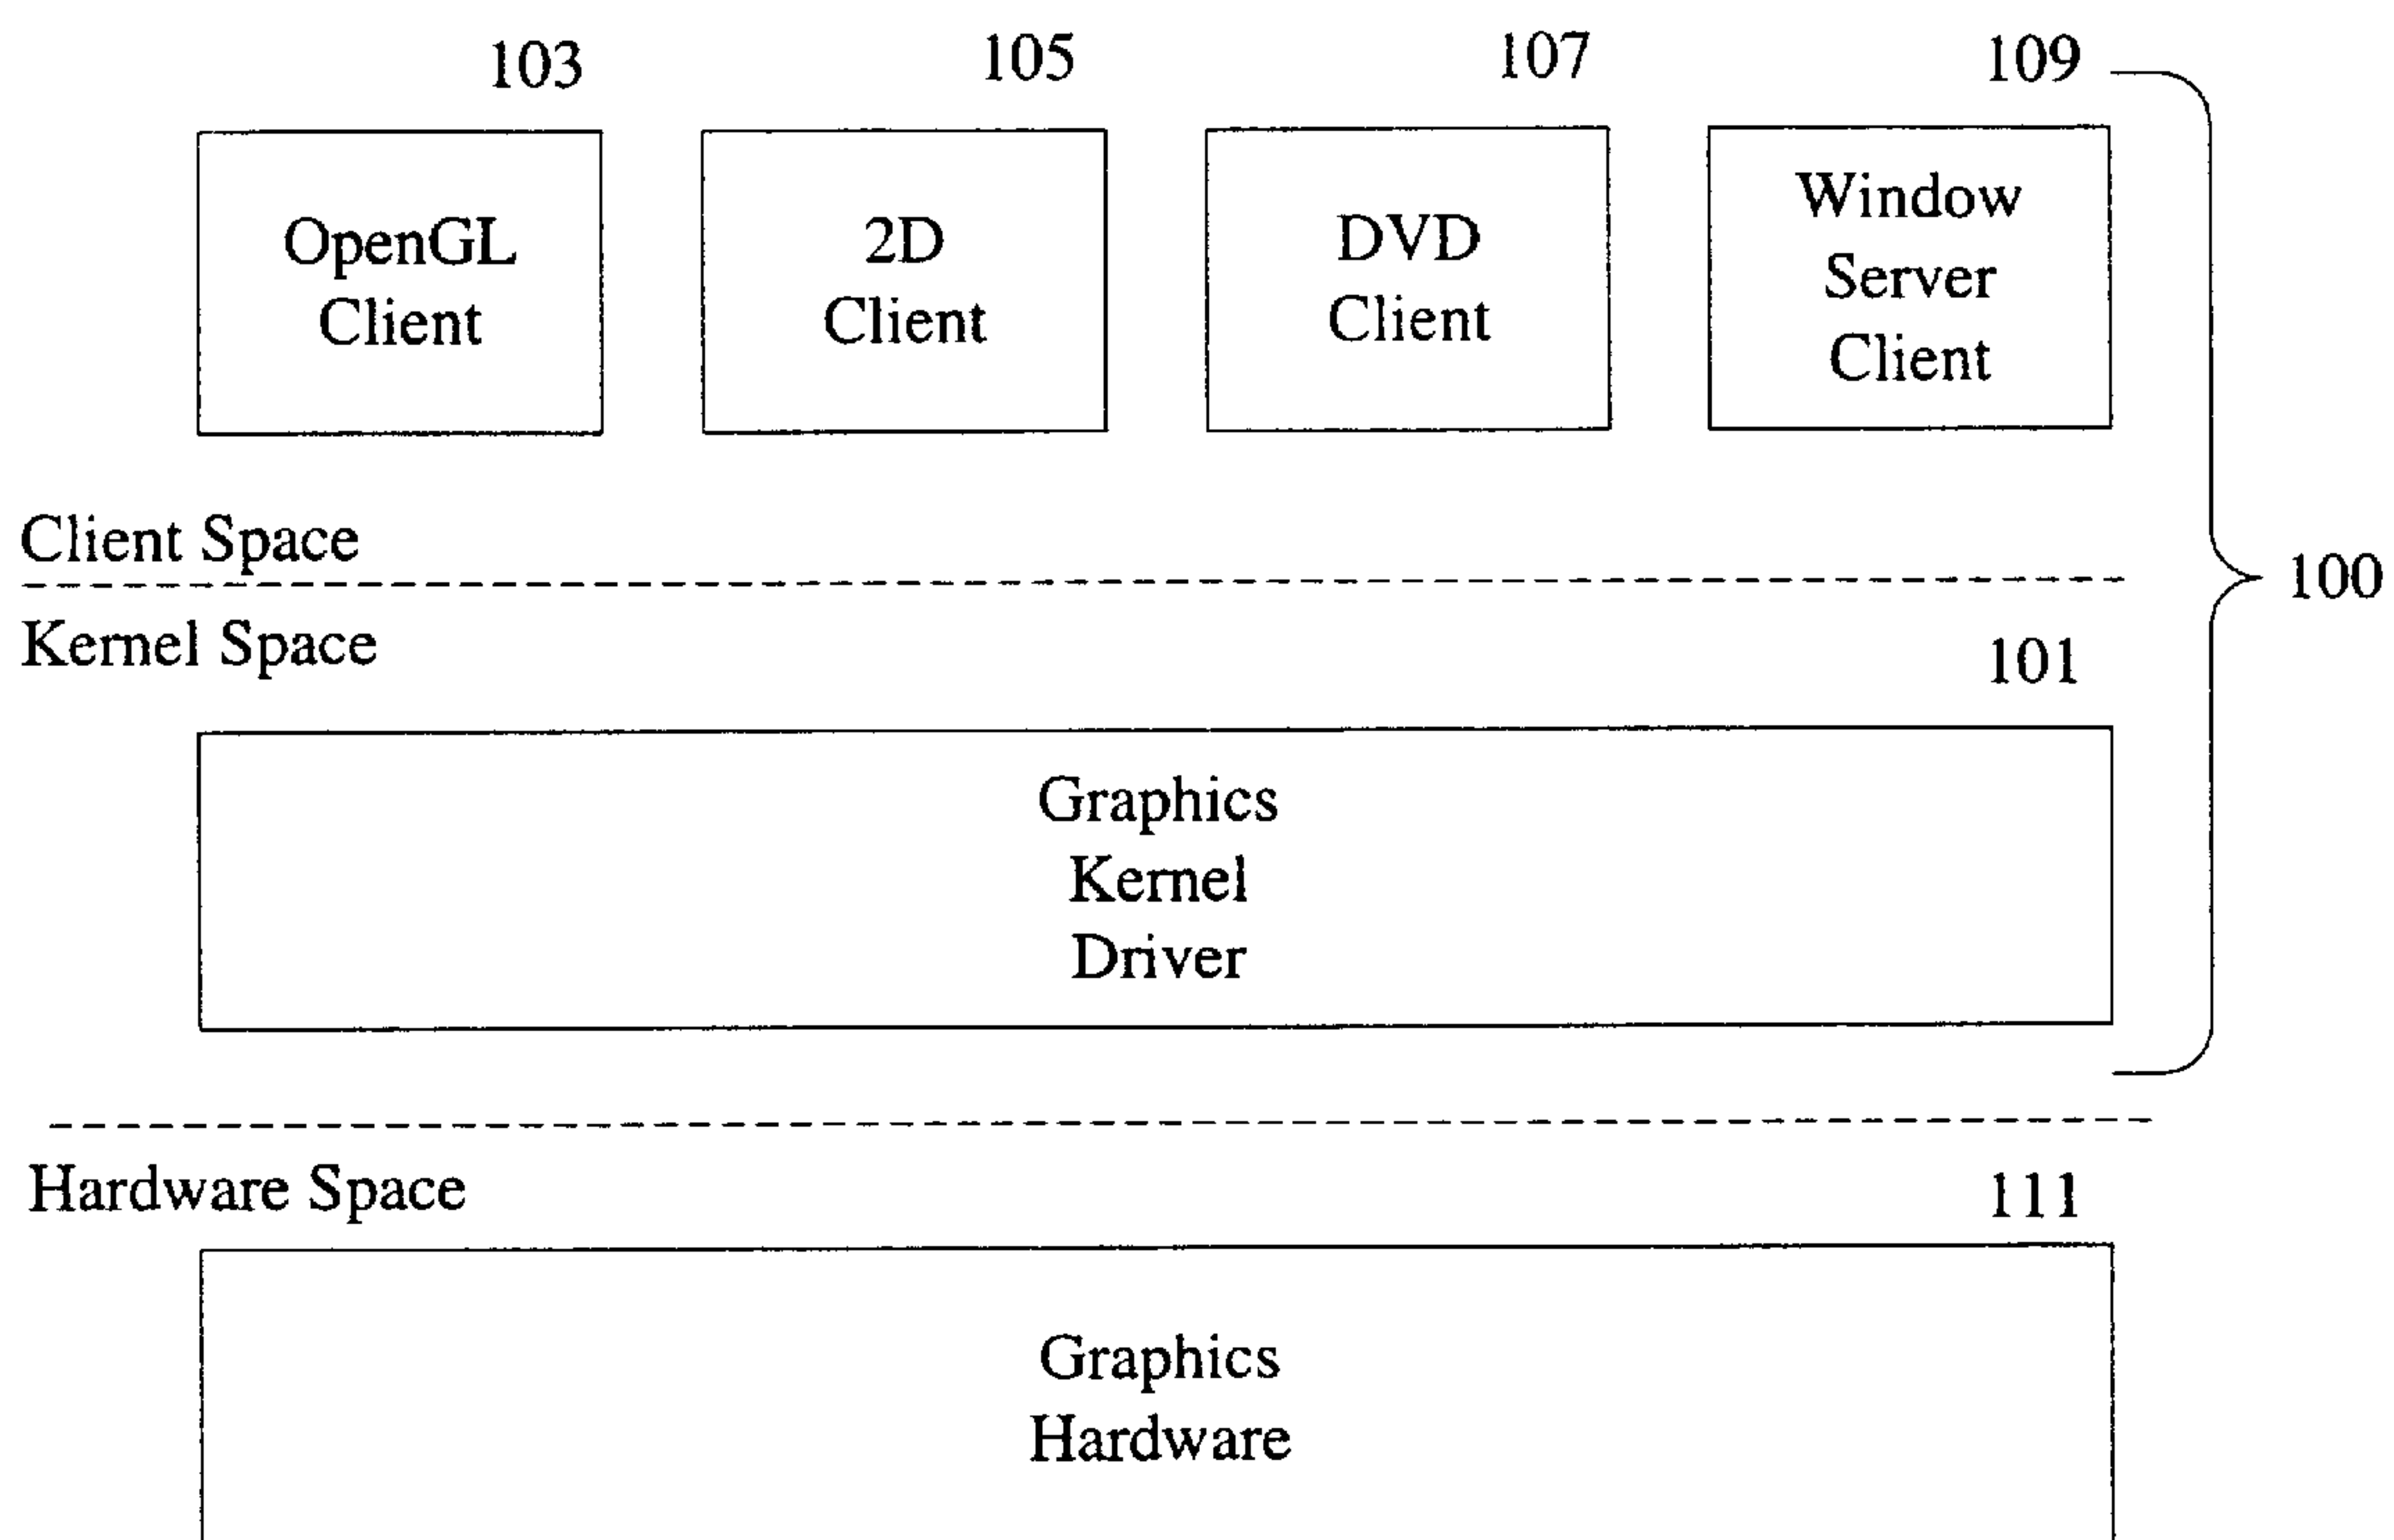 103 105 107 109
OpenGL
Client
2D
Client
DVD
Client
Window
Server
Client
Client Space
100
Kernel Space
101
Graphics
Kernel
Driver
Hardware Space
111
Graphics
Hardware